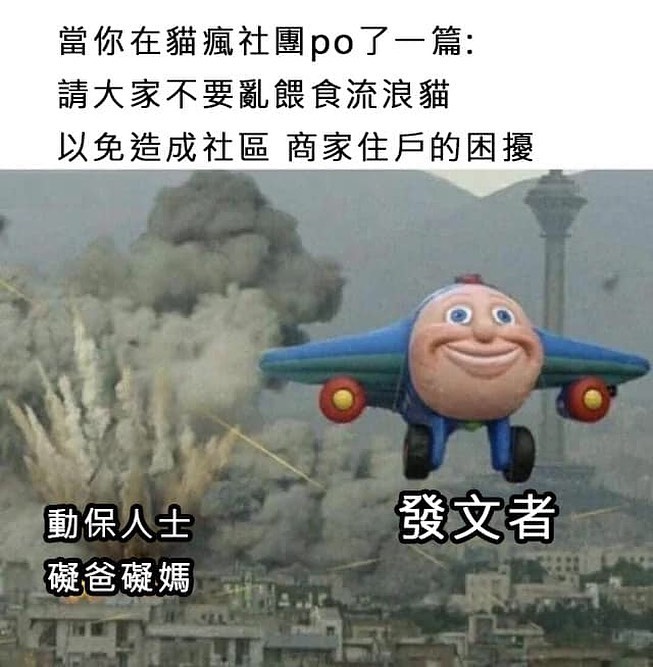 當你在貓瘋社團po了一篇:
請大家不要亂餵食流浪貓
以免造成社區 商家住戶的困擾
動保人士
礙爸礙媽
發文者